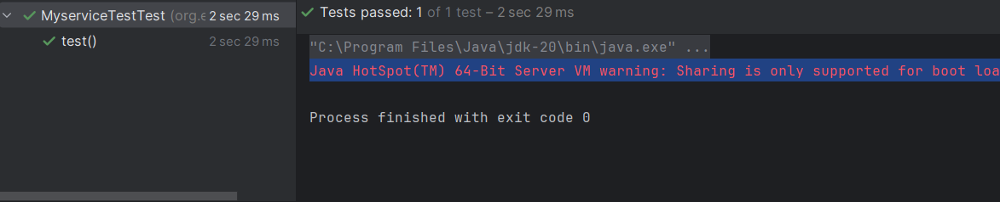 MyserviceTestTest (org.e 2 sec 29 ms
test() 2 sec 29 ms
Tests passed: 1 of 1 test – 2 sec 29 ms
"C:\Program Files\Java\jdk-20\bin\java.exe" ...
Java HotSpot(TM) 64-Bit Server VM warning: Sharing is only supported for boot loa
Process finished with exit code 0